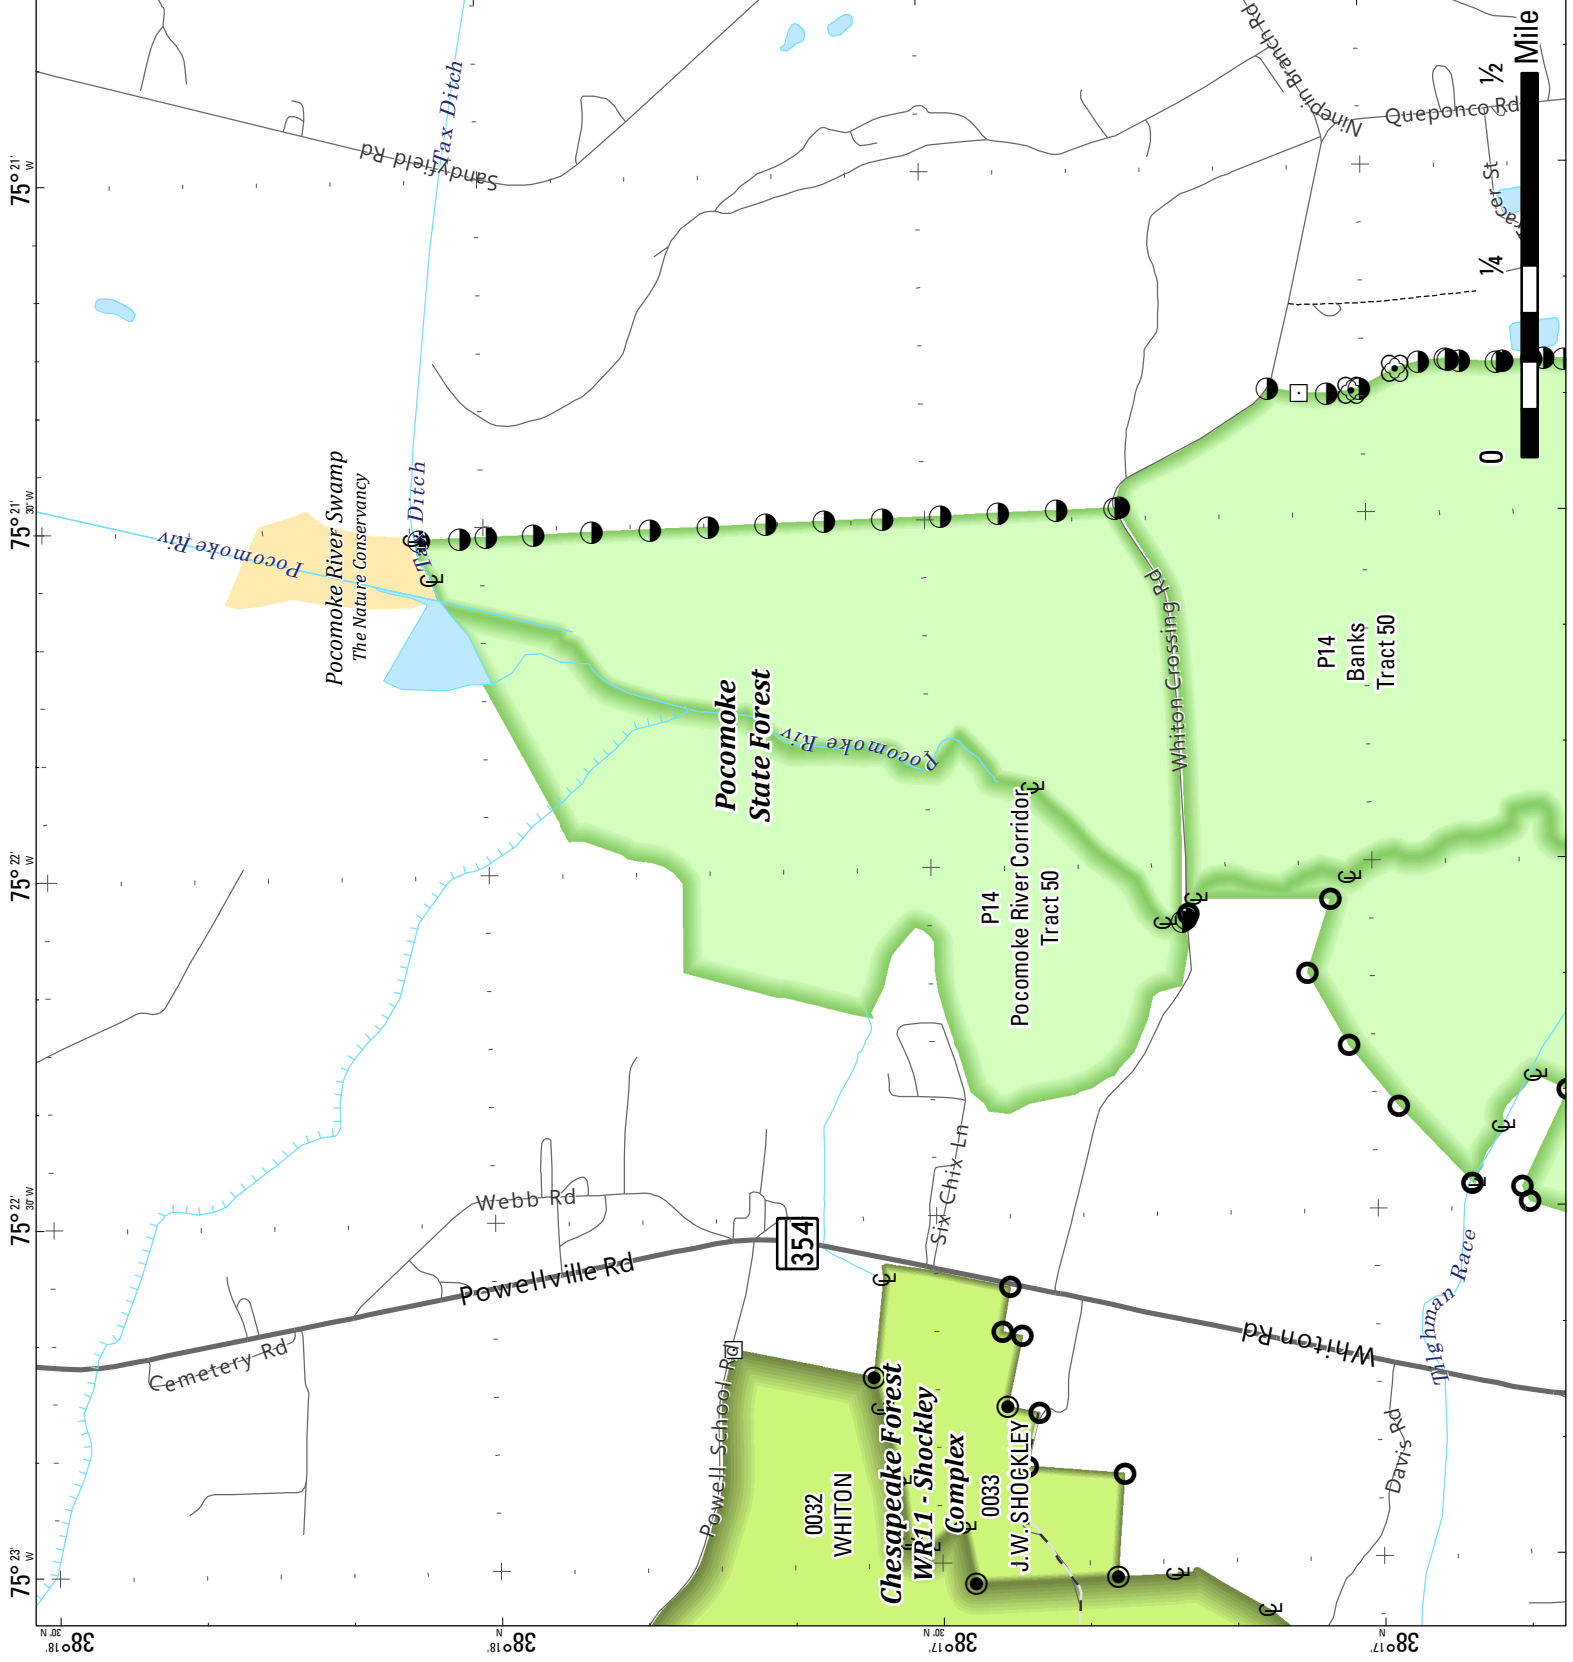 75° 21' W
75° 21' 30" W
75° 22' W
75° 22' 30" W
75° 23' W
38°18' 30" N
38°18' N
38°17' 30" N
38°17' N
Tax Ditch
Sandyfield Rd
Ninepin Branch Rd
Queponco Rd
Mile
0
¼
½
Pocomoke Riv
Pocomoke River Swamp
The Nature Conservancy
Tax Ditch
Pocomoke
State Forest
Pocomoke Riv
Whiton Crossing Rd
P14
Banks
Tract 50
P14
Pocomoke River Corridor
Tract 50
Six Chix Ln
Webb Rd
Powellville Rd
354
Cemetery Rd
Powell School Rd
Whiton Rd
Tilghman Race
Davis Rd
0032
WHITON
Chesapeake Forest
WR11 - Shockley
Complex
0033
J.W. SHOCKLEY